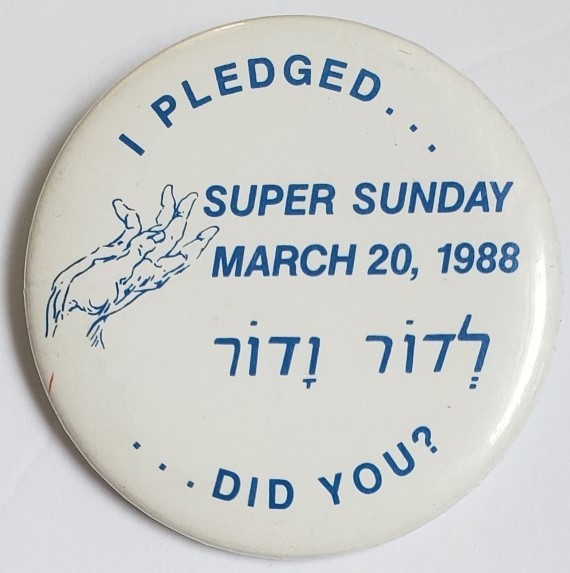 I PLEDGED...
SUPER SUNDAY
MARCH 20, 1988
לְדוֹר וָדוֹר
...DID YOU?